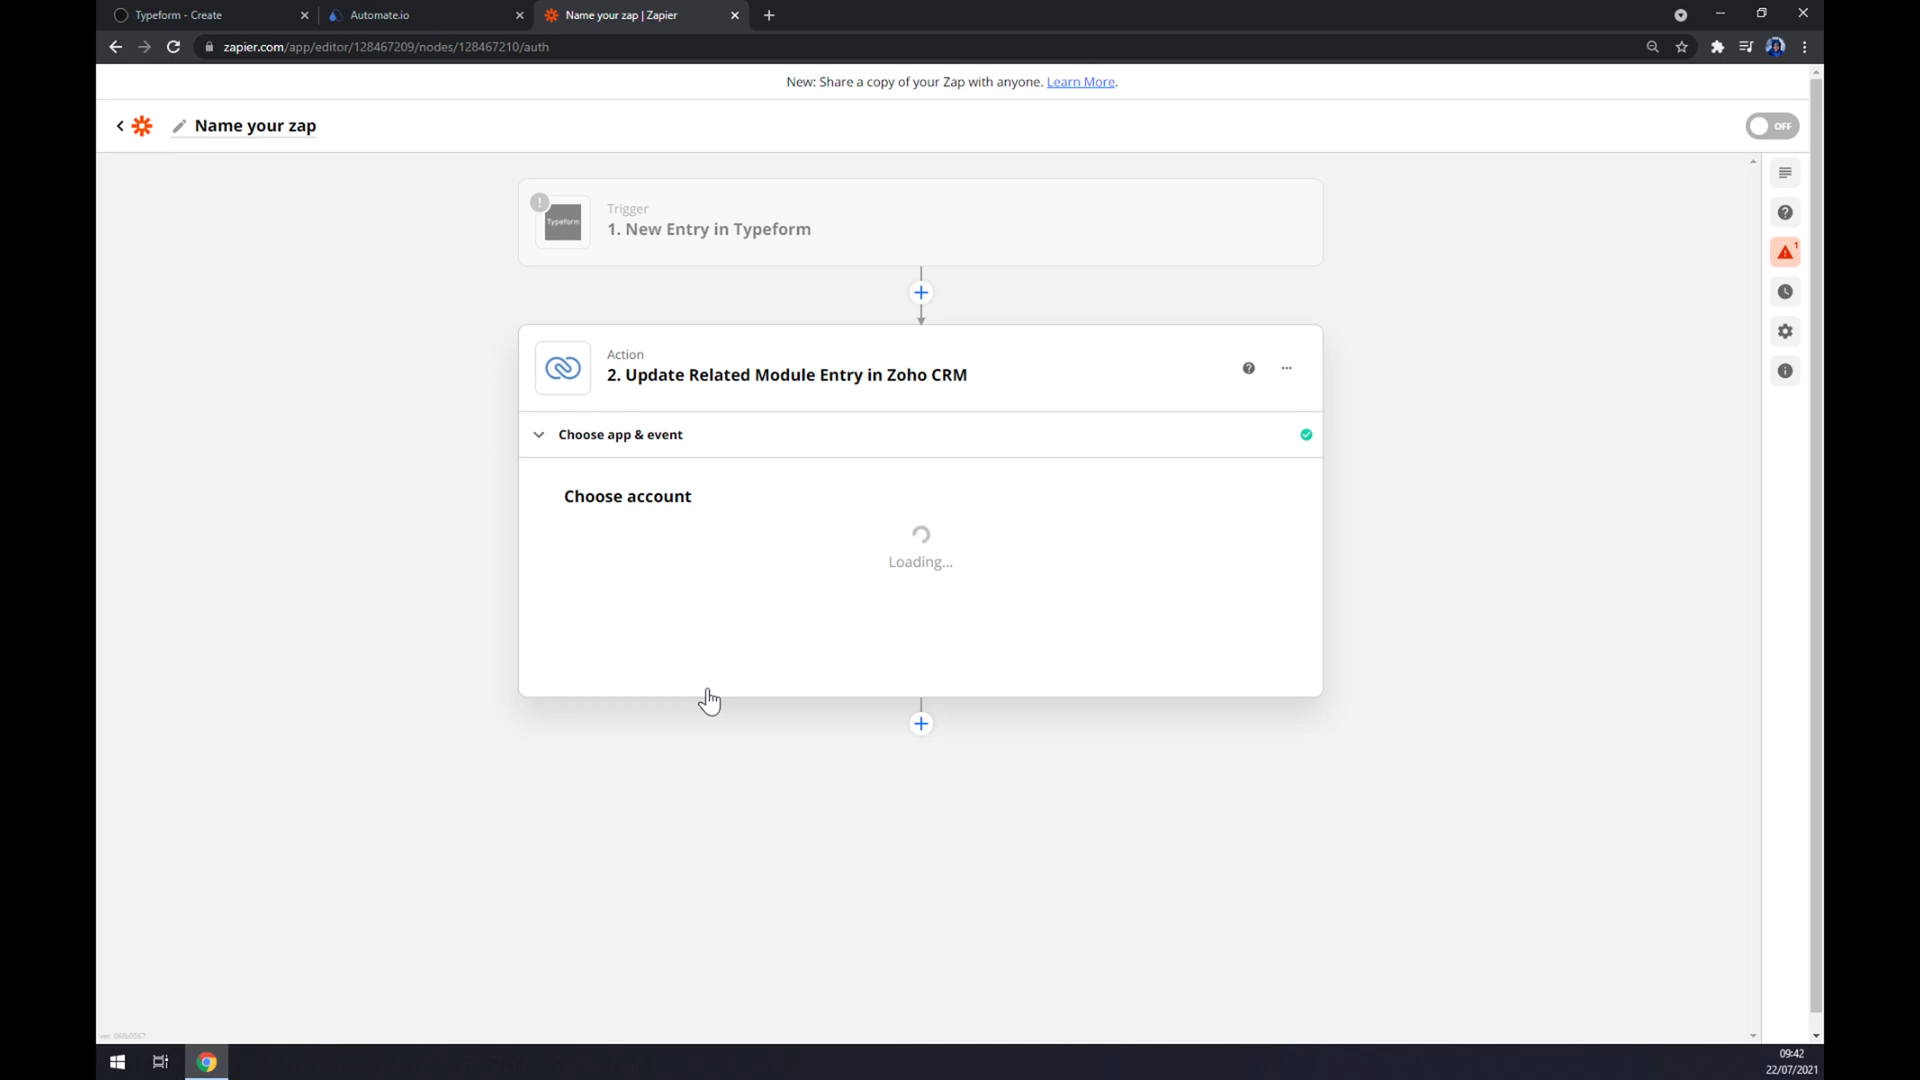 Typeform - Create
Automate.io
Name your zap | Zapier
zapier.com/app/editor/128467209/nodes/128467210/auth
New: Share a copy of your Zap with anyone. Learn More.
Name your zap
OFF
Typeform
Trigger
1. New Entry in Typeform
1
Action
2. Update Related Module Entry in Zoho CRM
Choose app & event
Choose account
Loading...
09:42
22/07/2021